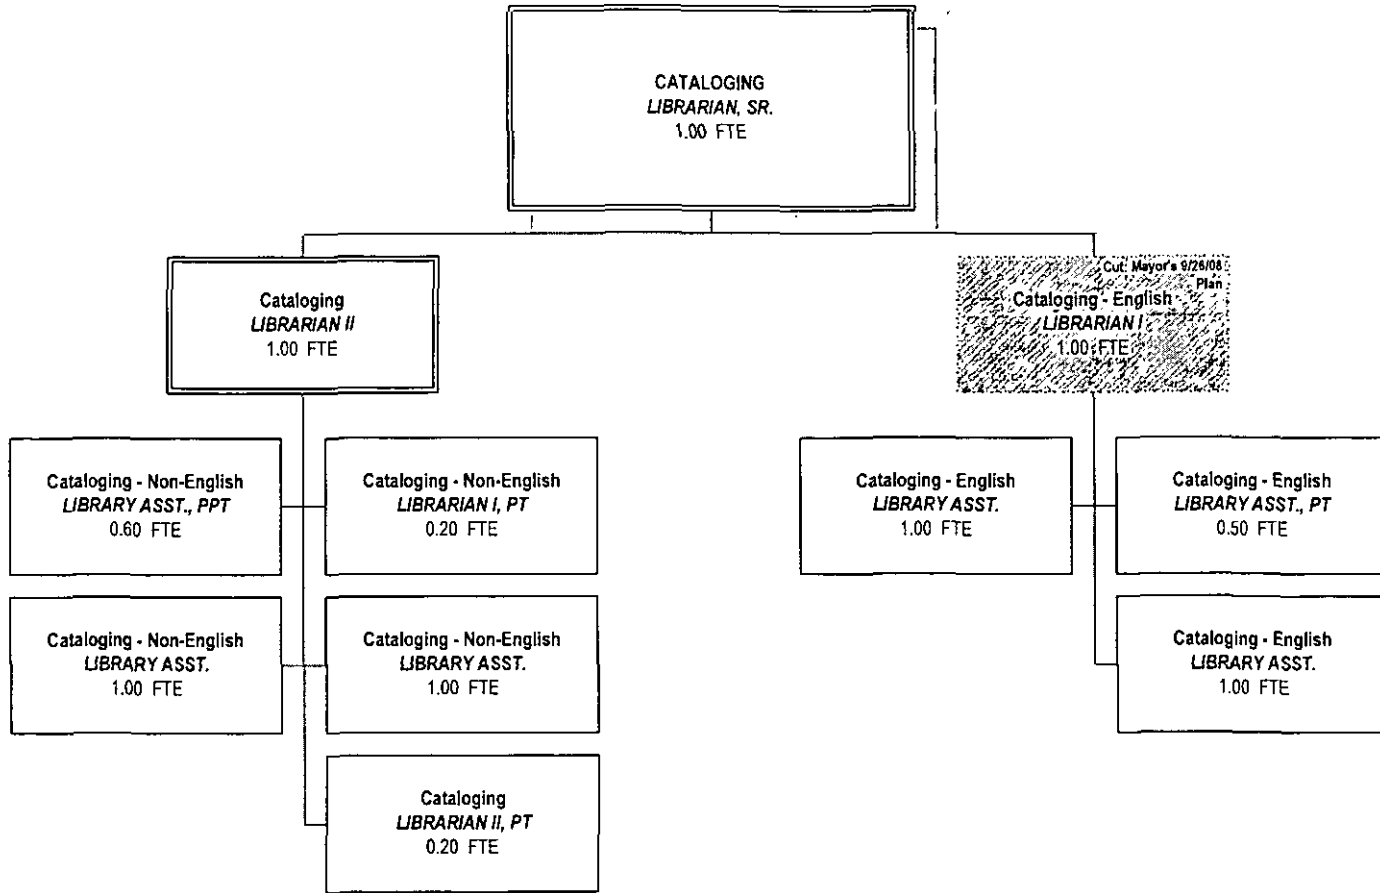 CATALOGING
LIBRARIAN, SR.
1.00 FTE
Cataloging
LIBRARIAN II
1.00 FTE
Cut: Mayor's 9/26/08
Plan
Cataloging - English
LIBRARIAN I
1.00 FTE
Cataloging - Non-English
LIBRARY ASST., PPT
0.60 FTE
Cataloging - Non-English
LIBRARIAN I, PT
0.20 FTE
Cataloging - English
LIBRARY ASST.
1.00 FTE
Cataloging - English
LIBRARY ASST., PT
0.50 FTE
Cataloging - Non-English
LIBRARY ASST.
1.00 FTE
Cataloging - Non-English
LIBRARY ASST.
1.00 FTE
Cataloging - English
LIBRARY ASST.
1.00 FTE
Cataloging
LIBRARIAN II, PT
0.20 FTE